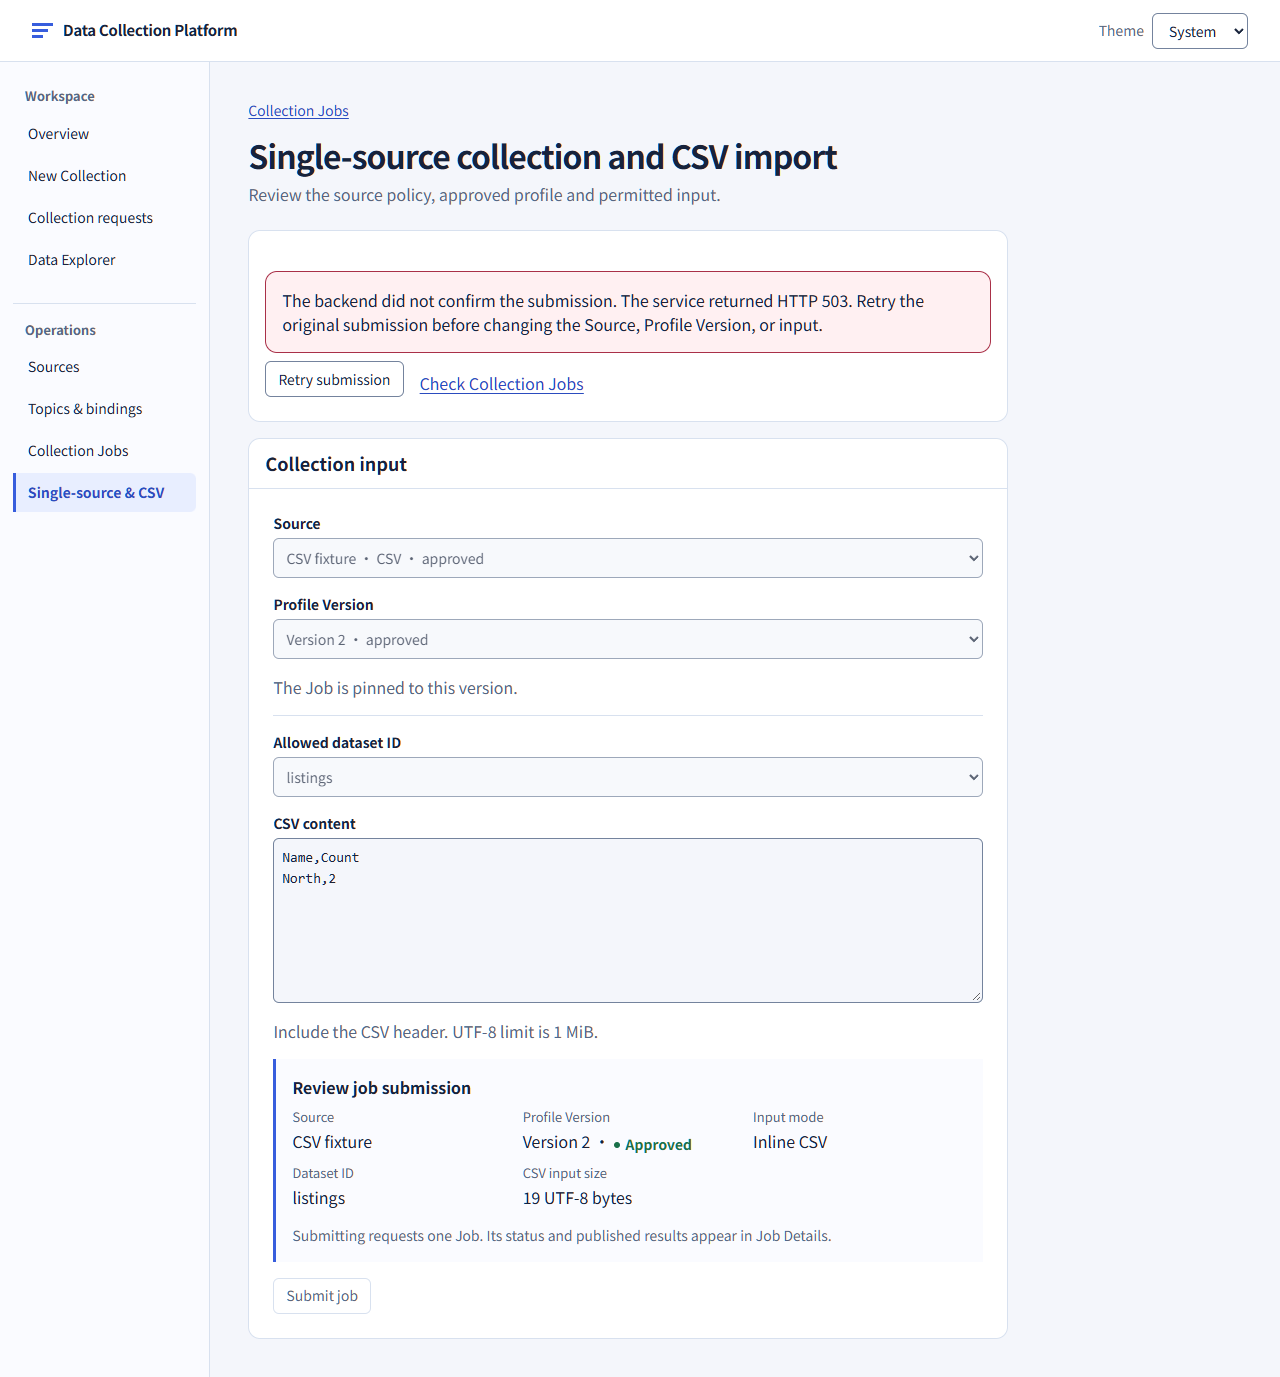 Data Collection Platform
Theme
System
Workspace
Overview
New Collection
Collection requests
Data Explorer
Operations
Sources
Topics & bindings
Collection Jobs
Single-source & CSV
Collection Jobs
Single-source collection and CSV import
Review the source policy, approved profile and permitted input.
The backend did not confirm the submission. The service returned HTTP 503. Retry the
original submission before changing the Source, Profile Version, or input.
Retry submission
Check Collection Jobs
Collection input
Source
CSV fixture · CSV · approved
Profile Version
Version 2 · approved
The Job is pinned to this version.
Allowed dataset ID
listings
CSV content
Name,Count
North,2
Include the CSV header. UTF-8 limit is 1 MiB.
Review job submission
Source
CSV fixture
Profile Version
Version 2 · • Approved
Input mode
Inline CSV
Dataset ID
listings
CSV input size
19 UTF-8 bytes
Submitting requests one Job. Its status and published results appear in Job Details.
Submit job